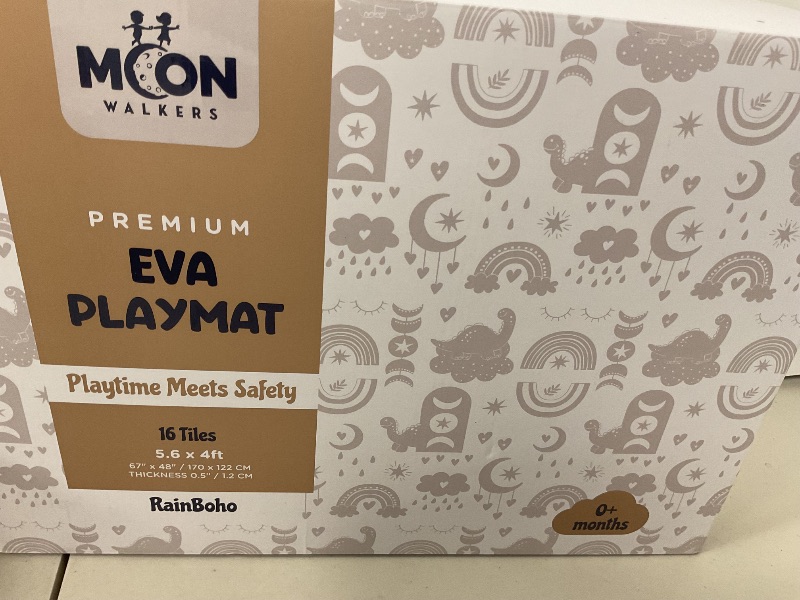 MOON
WALKERS
PREMIUM
EVA
PLAYMAT
Playtime Meets Safety
16 Tiles
5.6 x 4ft
67" x 48" / 170 x 122 CM
THICKNESS 0.5" / 1.2 CM
RainBoho
0+
months